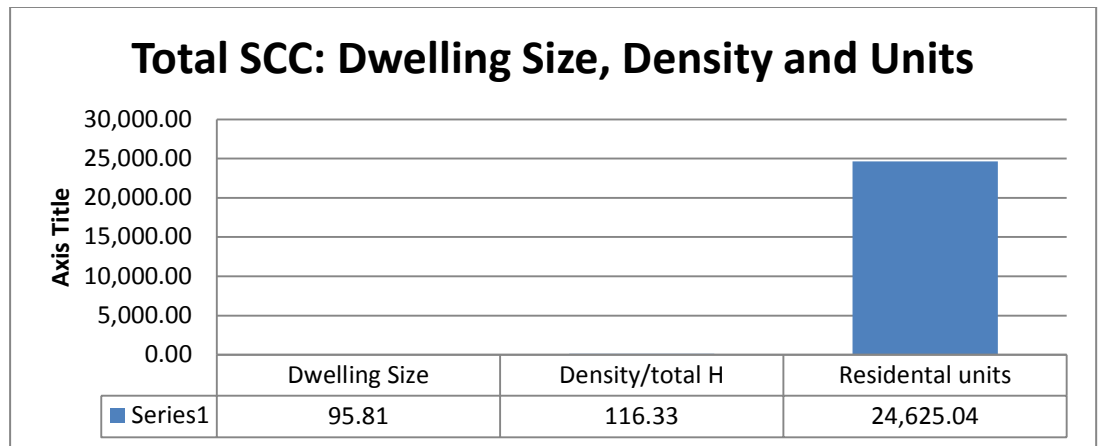 Total SCC: Dwelling Size, Density and Units
30,000.00
25,000.00
20,000.00
15,000.00
10,000.00
5,000.00
0.00
Axis Title
Dwelling Size Density/total H Residental units
Series1 95.81 116.33 24,625.04